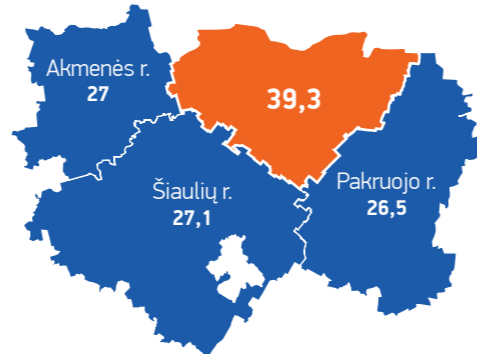 Akmenės r.
27
39,3
Šiaulių r.
27,1
Pakruojo r.
26,5